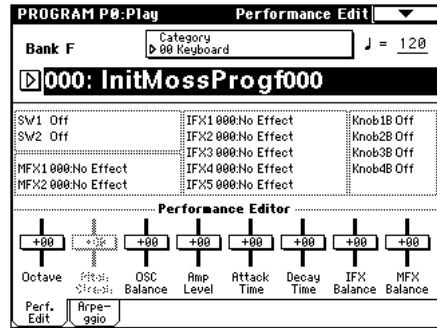 PROGRAM P0:Play Performance Edit
Bank F
Category
00 Keyboard
♩ = 120
000: InitMossProgf000
SW1 Off IFX1 000:No Effect Knob1B Off
SW2 Off IFX2 000:No Effect Knob2B Off
IFX3 000:No Effect Knob3B Off
MFX1 000:No Effect IFX4 000:No Effect Knob4B Off
MFX2 000:No Effect IFX5 000:No Effect
Performance Editor
+00 +00 +00 +00 +00 +00 +00 +00
Octave Pitch Stretch OSC Balance Amp Level Attack Time Decay Time IFX Balance MFX Balance
Perf. Edit Arpe-ggio